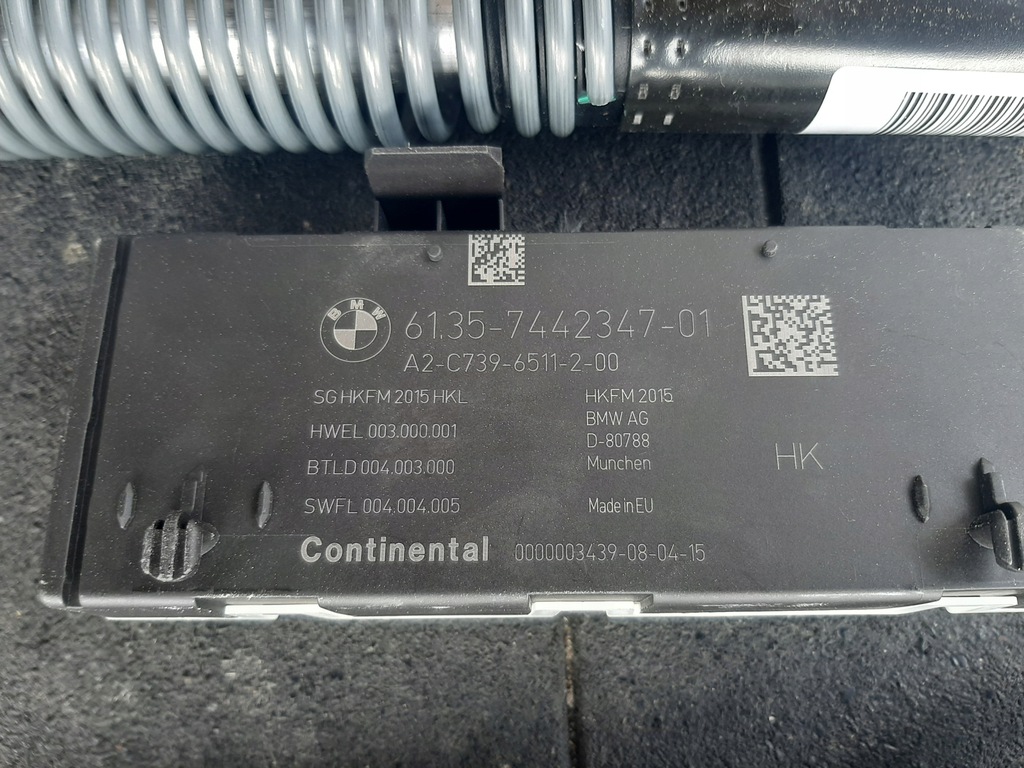 BMW
61.35-7442347-01
A2-C739-6511-2-00
SG HKFM 2015 HKL
HWEL 003.000.001
BTLD 004.003.000
SWFL 004.004.005
HKFM 2015
BMW AG
D-80788
Munchen
Made in EU
HK
Continental 0000003439-08-04-15